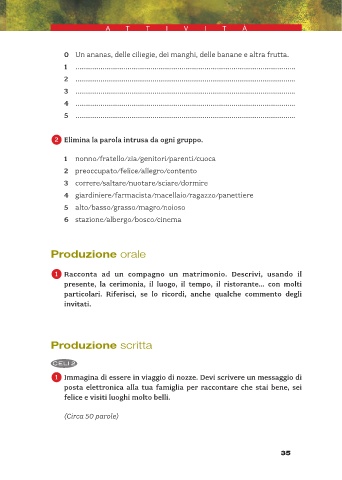 ATTIVITÀ
0 Un ananas, delle ciliegie, dei manghi, delle banane e altra frutta.
1 ....................................................................................................
2 ....................................................................................................
3 ....................................................................................................
4 ....................................................................................................
5 ....................................................................................................
2 Elimina la parola intrusa da ogni gruppo.
1 nonno/fratello/zia/genitori/parenti/cuoca
2 preoccupato/felice/allegro/contento
3 correre/saltare/nuotare/sciare/dormire
4 giardiniere/farmacista/macellaio/ragazzo/panettiere
5 alto/basso/grasso/magro/noioso
6 stazione/albergo/bosco/cinema
Produzione orale
1 Racconta ad un compagno un matrimonio. Descrivi, usando il
presente, la cerimonia, il luogo, il tempo, il ristorante... con molti
particolari. Riferisci, se lo ricordi, anche qualche commento degli
invitati.
Produzione scritta
CELI 2
1 Immagina di essere in viaggio di nozze. Devi scrivere un messaggio di
posta elettronica alla tua famiglia per raccontare che stai bene, sei
felice e visiti luoghi molto belli.
(Circa 50 parole)
35